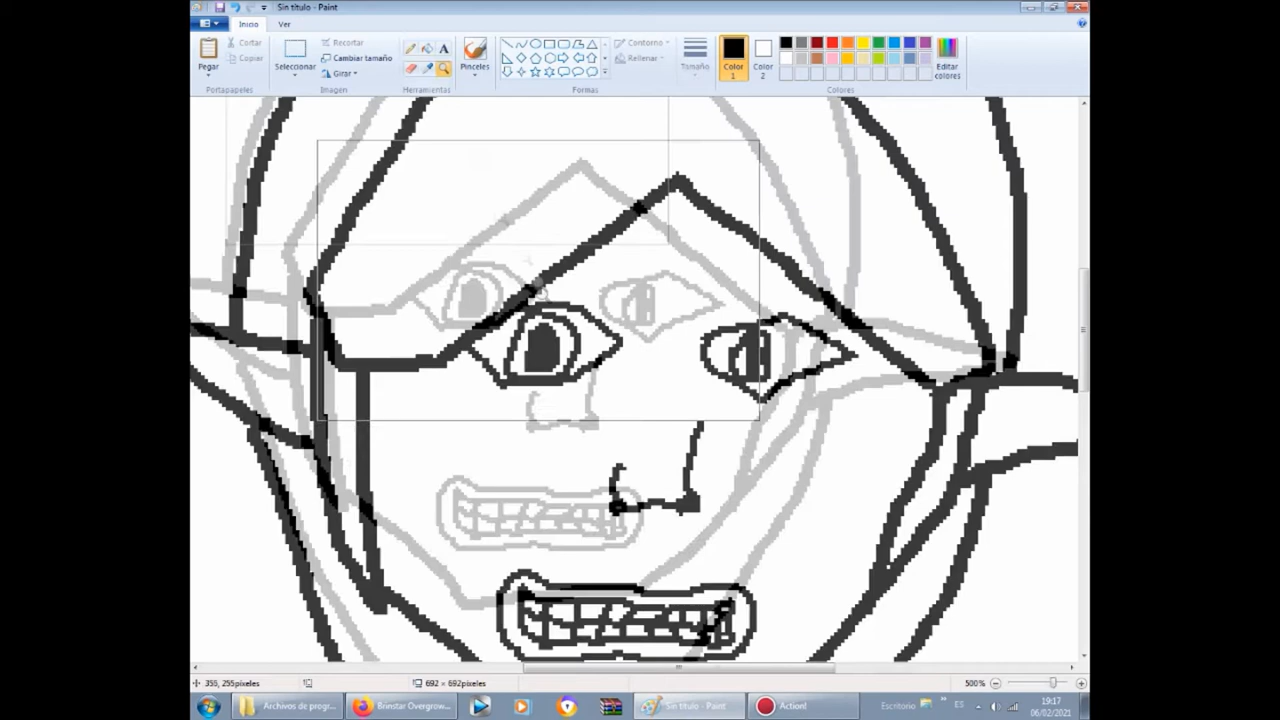 Sin título - Paint
Inicio Ver
Pegar
Cortar
Copiar
Portapapeles
Seleccionar
Recortar
Cambiar tamaño
Girar
Imagen
Herramientas
Pinceles
Contorno
Rellenar
Formas
Tamaño
Color 1
Color 2
Editar colores
Colores
355, 255píxeles
692 × 692píxeles
500%
Archivos de progr...
Brinstar Overgrow...
Sin título - Paint
Action!
Escritorio
ES
19:17
06/02/2021